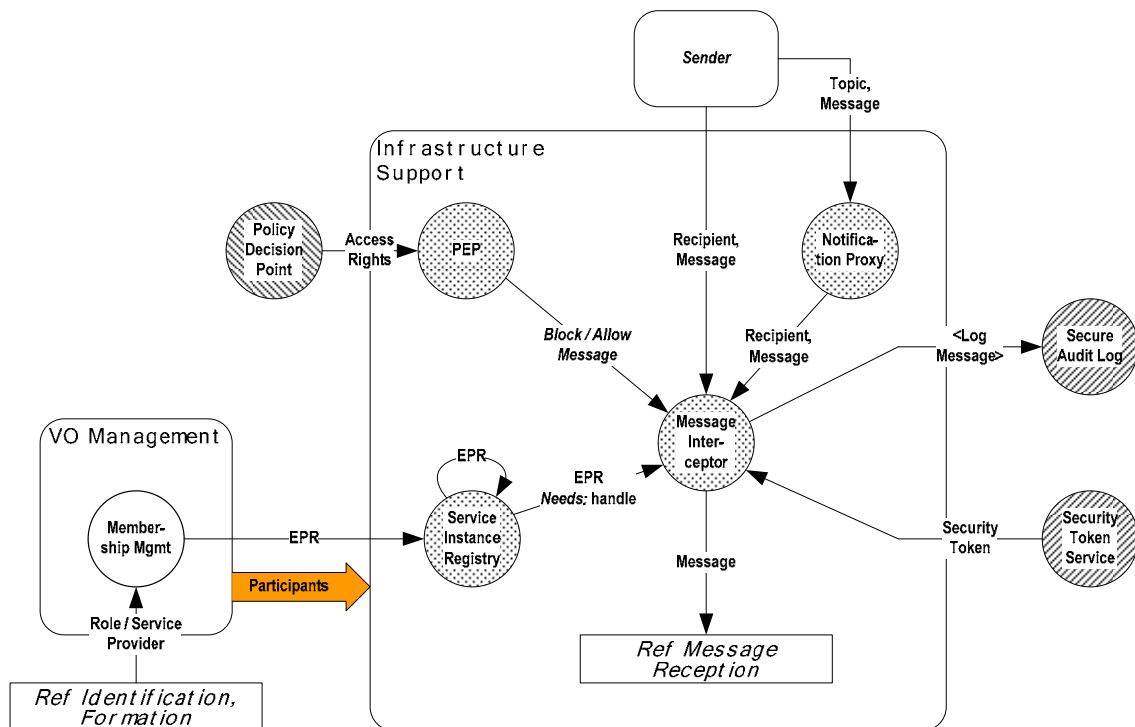 Sender
Topic,
Message
Infrastructure
Support
Policy
Decision
Point
Access
Rights
PEP
Recipient,
Message
Notifica-
tion Proxy
Block / Allow
Message
Recipient,
Message
<Log
Message>
Secure
Audit Log
VO Management
Message
Inter-
ceptor
EPR
EPR
Needs: handle
Member-
ship Mgmt
EPR
Service
Instance
Registry
Security
Token
Security
Token
Service
Participants
Message
Role / Service
Provider
Ref Message
Reception
Ref Identification,
Formation